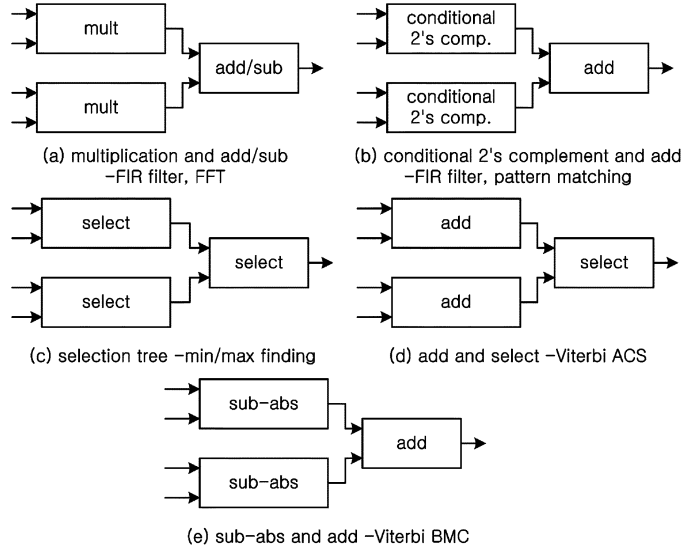 mult
mult
add/sub
(a) multiplication and add/sub
-FIR filter, FFT
conditional
2's comp.
conditional
2's comp.
add
(b) conditional 2's complement and add
-FIR filter, pattern matching
select
select
select
(c) selection tree -min/max finding
add
add
select
(d) add and select -Viterbi ACS
sub-abs
sub-abs
add
(e) sub-abs and add -Viterbi BMC